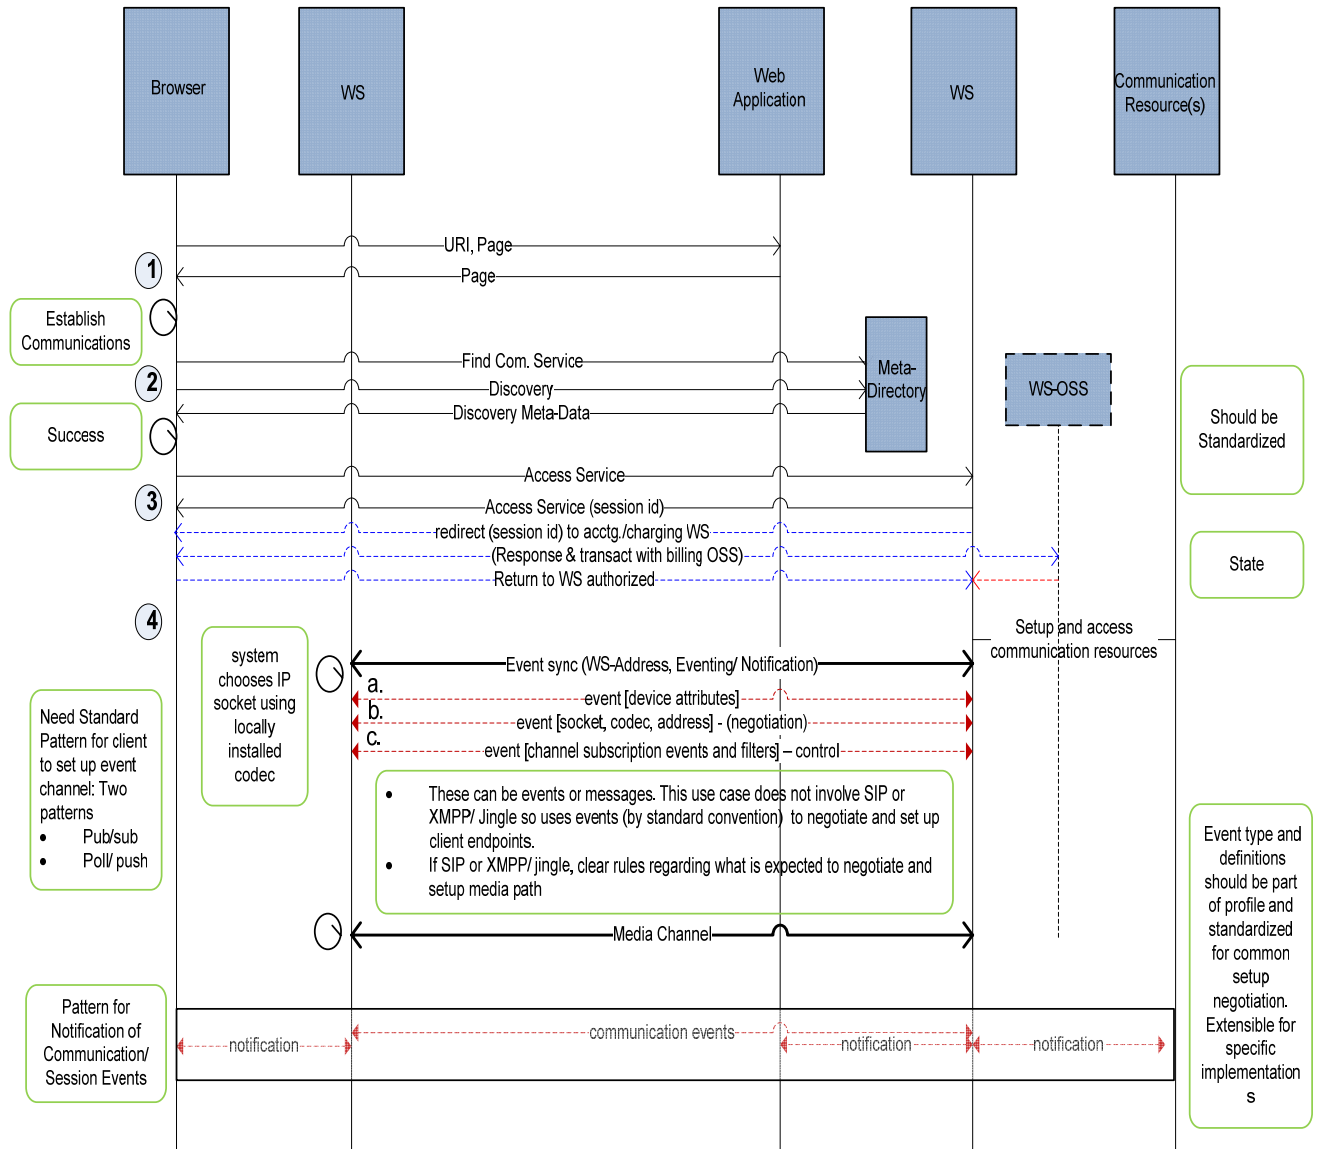 Browser
WS
Web
Application
WS
Communication
Resource(s)
URI, Page
1
Page
Establish
Communications
Find Com. Service
Meta-
Directory
2
Discovery
WS-OSS
Discovery Meta-Data
Success
Should be
Standardized
Access Service
3
Access Service (session id)
redirect (session id) to acctg./charging WS
(Response & transact with billing OSS)
State
Return to WS authorized
4
Setup and access
communication resources
system
chooses IP
socket using
locally
installed
codec
Event sync (WS-Address, Eventing/ Notification)
a.
event [device attributes]
b.
event [socket, codec, address] - (negotiation)
c.
event [channel subscription events and filters] – control
Need Standard
Pattern for client
to set up event
channel: Two
patterns
• Pub/sub
• Poll/ push
• These can be events or messages. This use case does not involve SIP or
XMPP/ Jingle so uses events (by standard convention) to negotiate and set up
client endpoints.
• If SIP or XMPP/ jingle, clear rules regarding what is expected to negotiate and
setup media path
Event type and
definitions
should be part
of profile and
standardized
for common
setup
negotiation.
Extensible for
specific
implementation
s
Media Channel
Pattern for
Notification of
Communication/
Session Events
communication events
notification
notification
notification